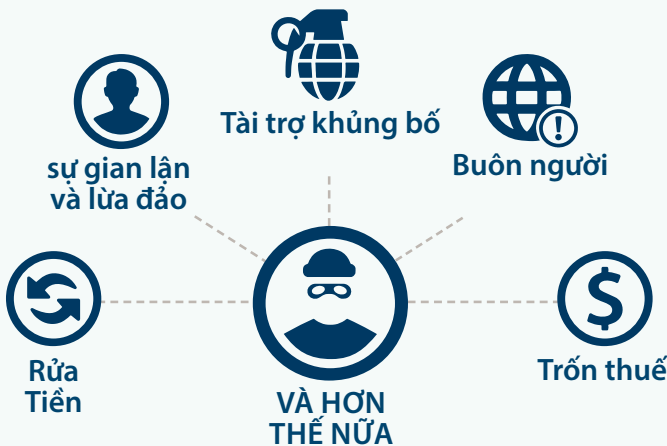 Tài trợ khủng bố
sự gian lận
và lừa đảo
Buôn người
Rửa
Tiền
VÀ HƠN
THẾ NỮA
Trốn thuế